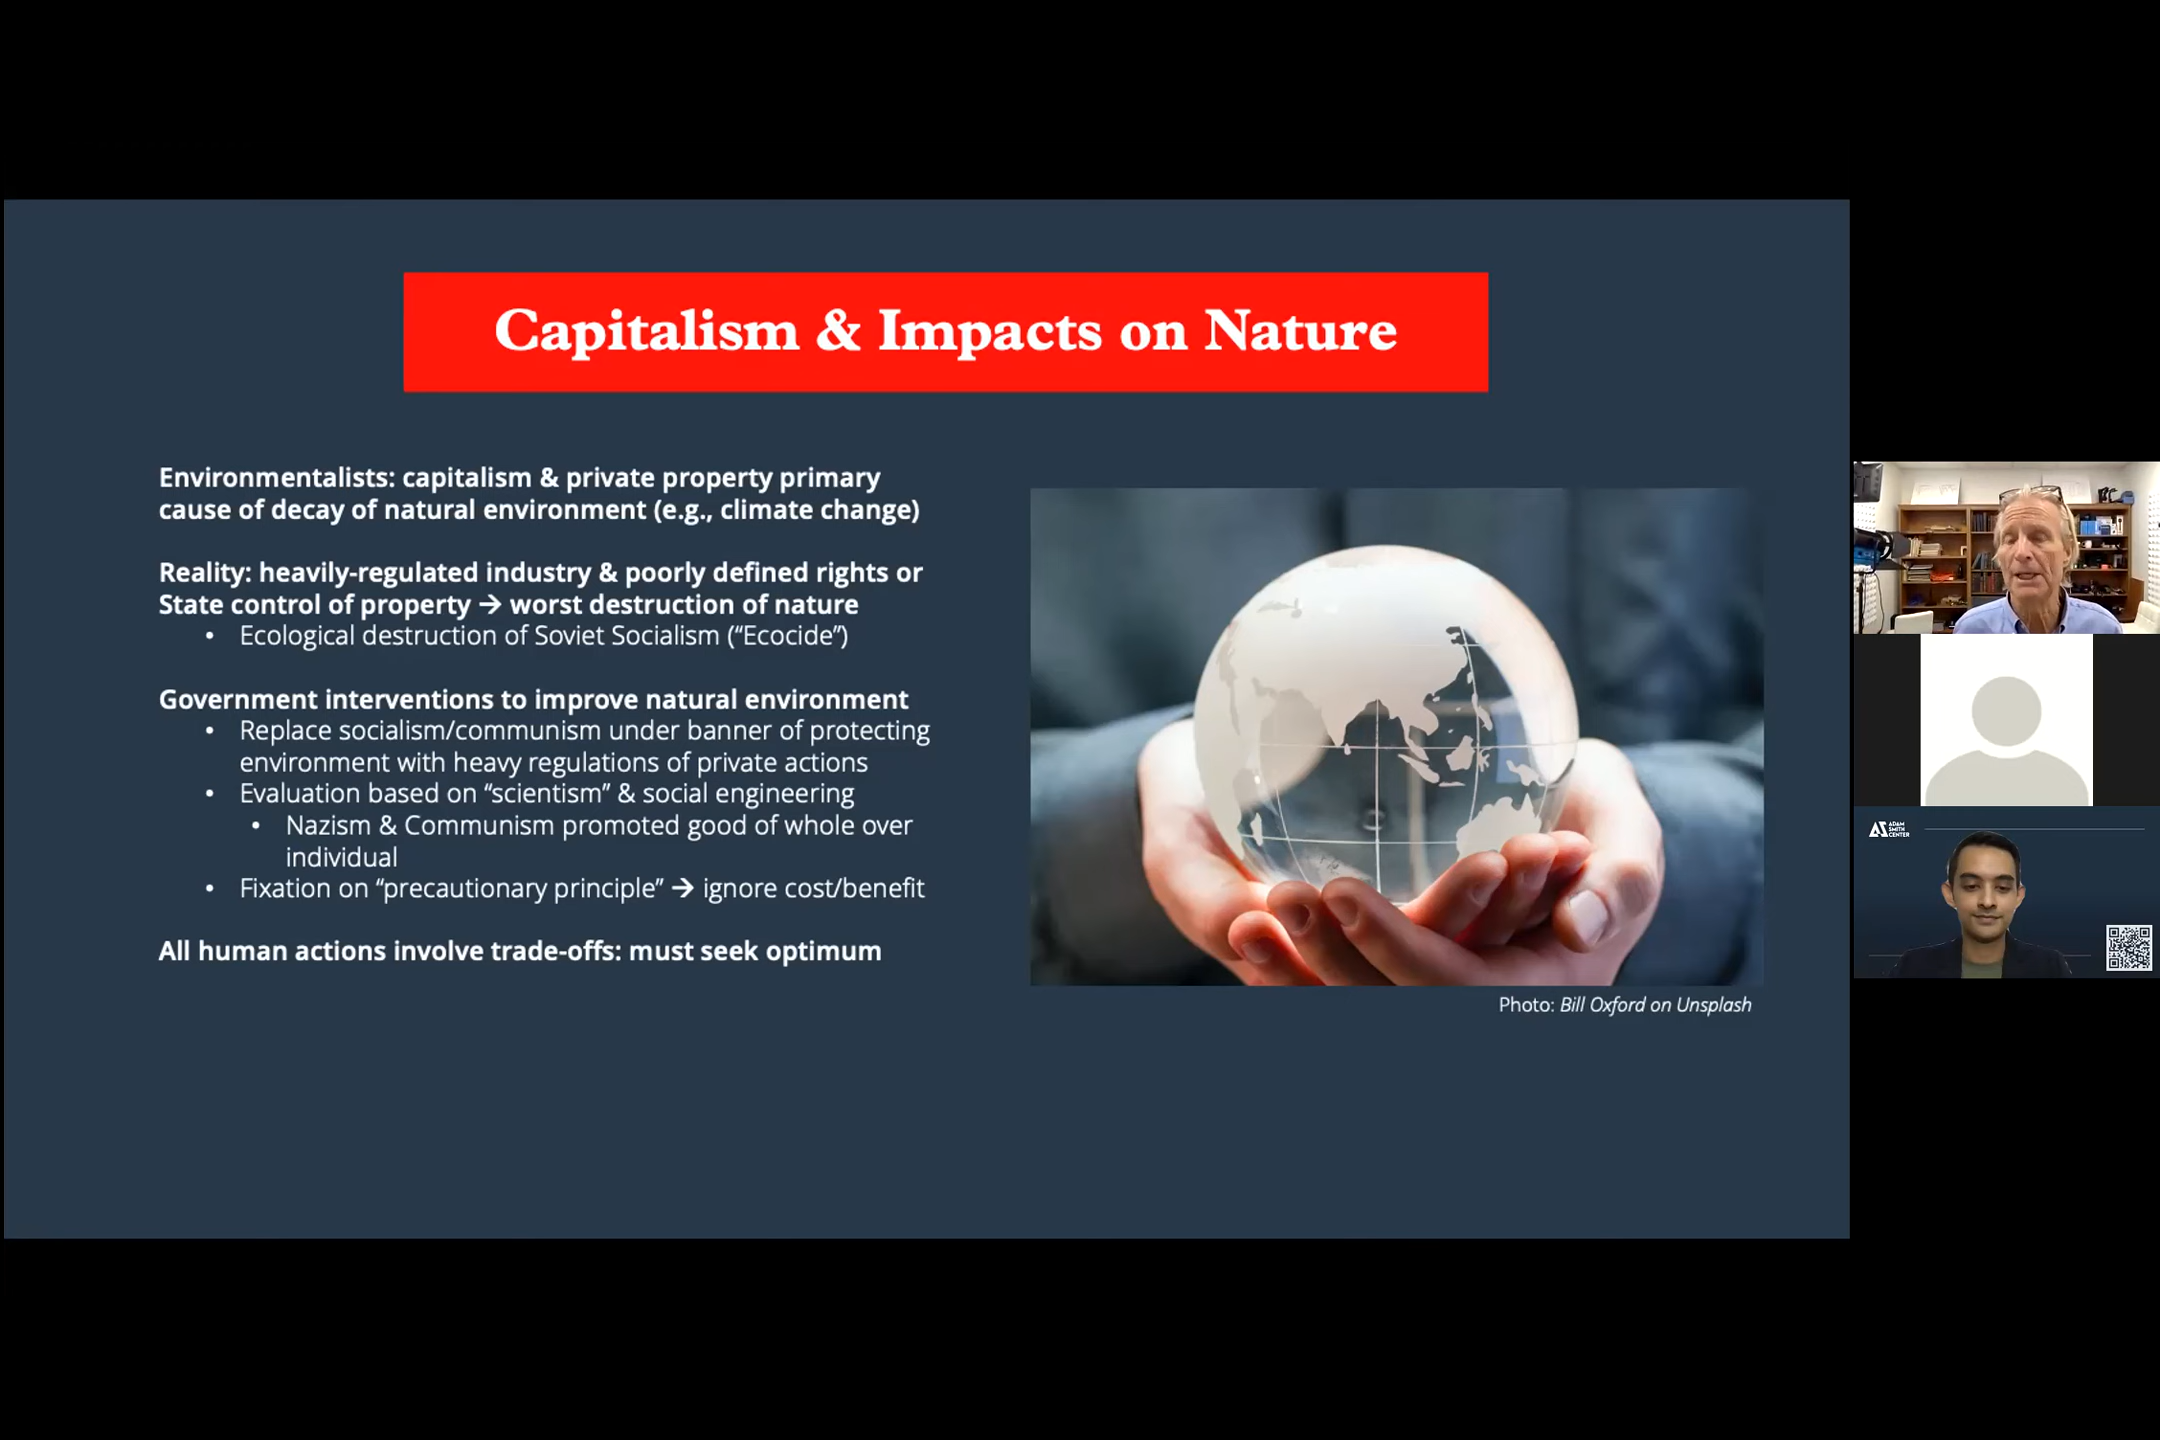 Capitalism & Impacts on Nature
Environmentalists: capitalism & private property primary
cause of decay of natural environment (e.g., climate change)
Reality: heavily-regulated industry & poorly defined rights or
State control of property → worst destruction of nature
• Ecological destruction of Soviet Socialism (“Ecocide”)
Government interventions to improve natural environment
• Replace socialism/communism under banner of protecting
environment with heavy regulations of private actions
• Evaluation based on “scientism” & social engineering
• Nazism & Communism promoted good of whole over
individual
• Fixation on “precautionary principle” → ignore cost/benefit
All human actions involve trade-offs: must seek optimum
Photo: Bill Oxford on Unsplash
AS
ADAM
SMITH
CENTER